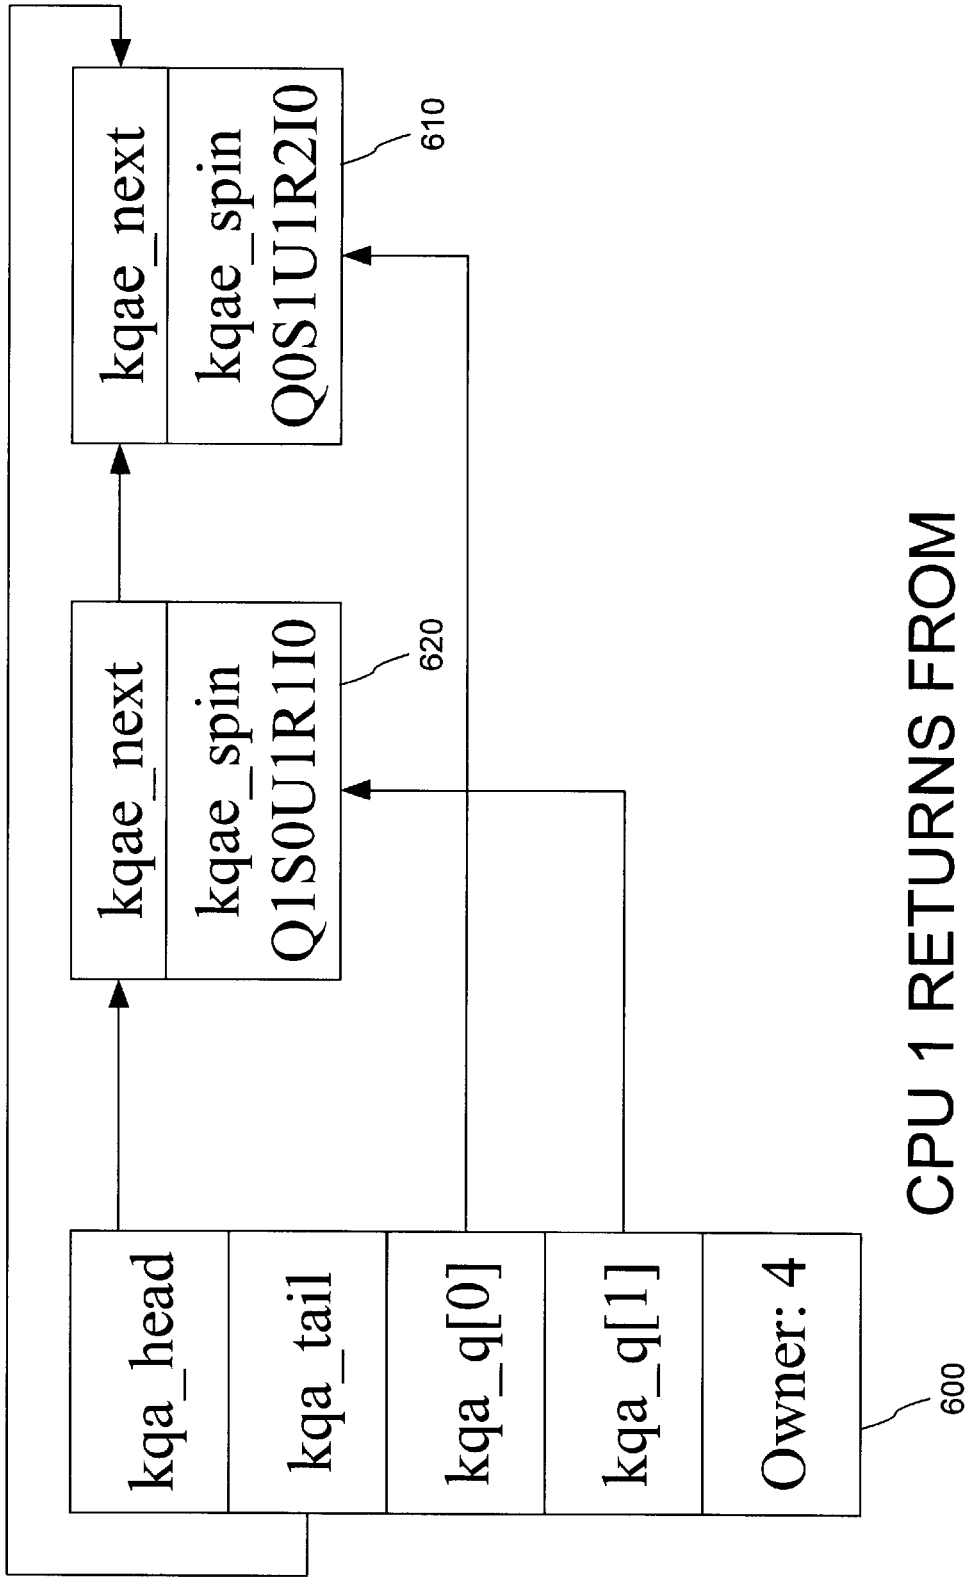 kqa_head
kqa_tail
kqa_q[0]
kqa_q[1]
Owner: 4
600
kqae_next
kqae_spin
Q1S0U1R1I0
620
kqae_next
kqae_spin
Q0S1U1R2I0
610
CPU 1 RETURNS FROM